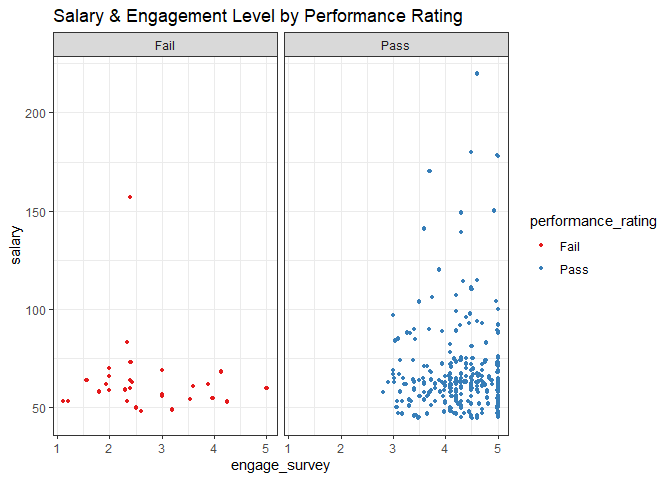 Salary & Engagement Level by Performance Rating
Fail
Pass
salary
200
150
100
50
1 2 3 4 5
1 2 3 4 5
engage_survey
performance_rating
Fail
Pass